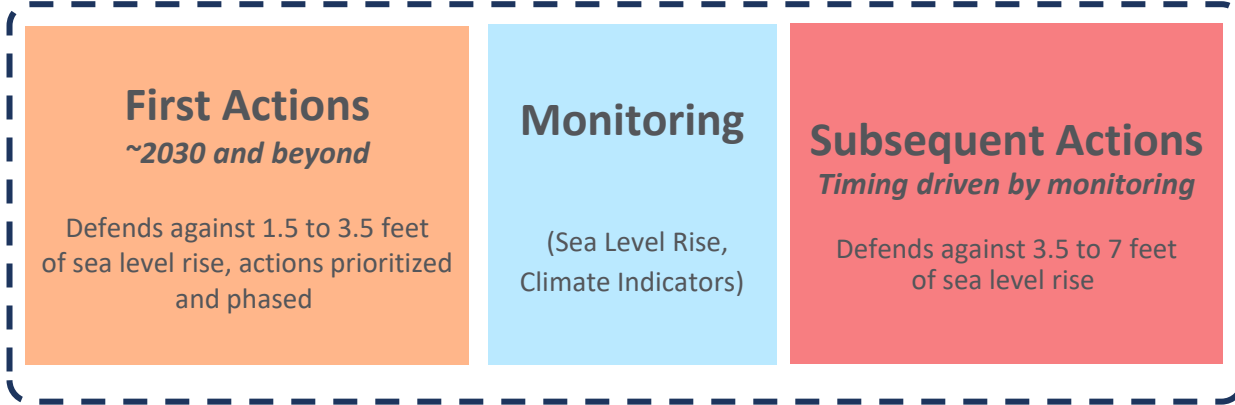 First Actions
~2030 and beyond
Defends against 1.5 to 3.5 feet
of sea level rise, actions prioritized
and phased
Monitoring
(Sea Level Rise,
Climate Indicators)
Subsequent Actions
Timing driven by monitoring
Defends against 3.5 to 7 feet
of sea level rise